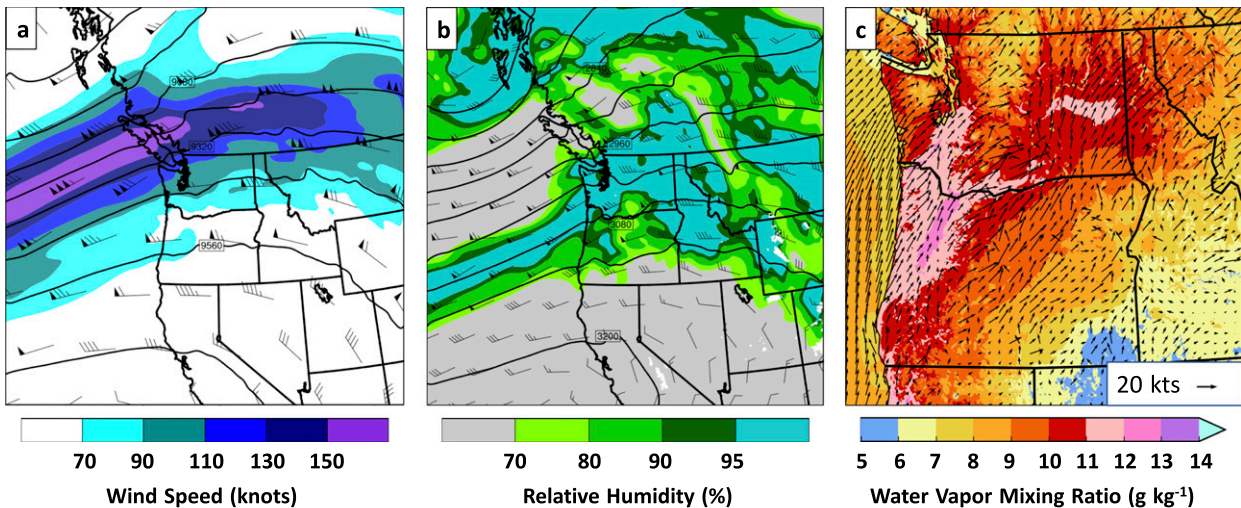 a
b
c
9080
9320
9560
2840
2960
3080
3200
20 kts
70 90 110 130 150
70 80 90 95
5 6 7 8 9 10 11 12 13 14
Wind Speed (knots)
Relative Humidity (%)
Water Vapor Mixing Ratio (g kg⁻¹)